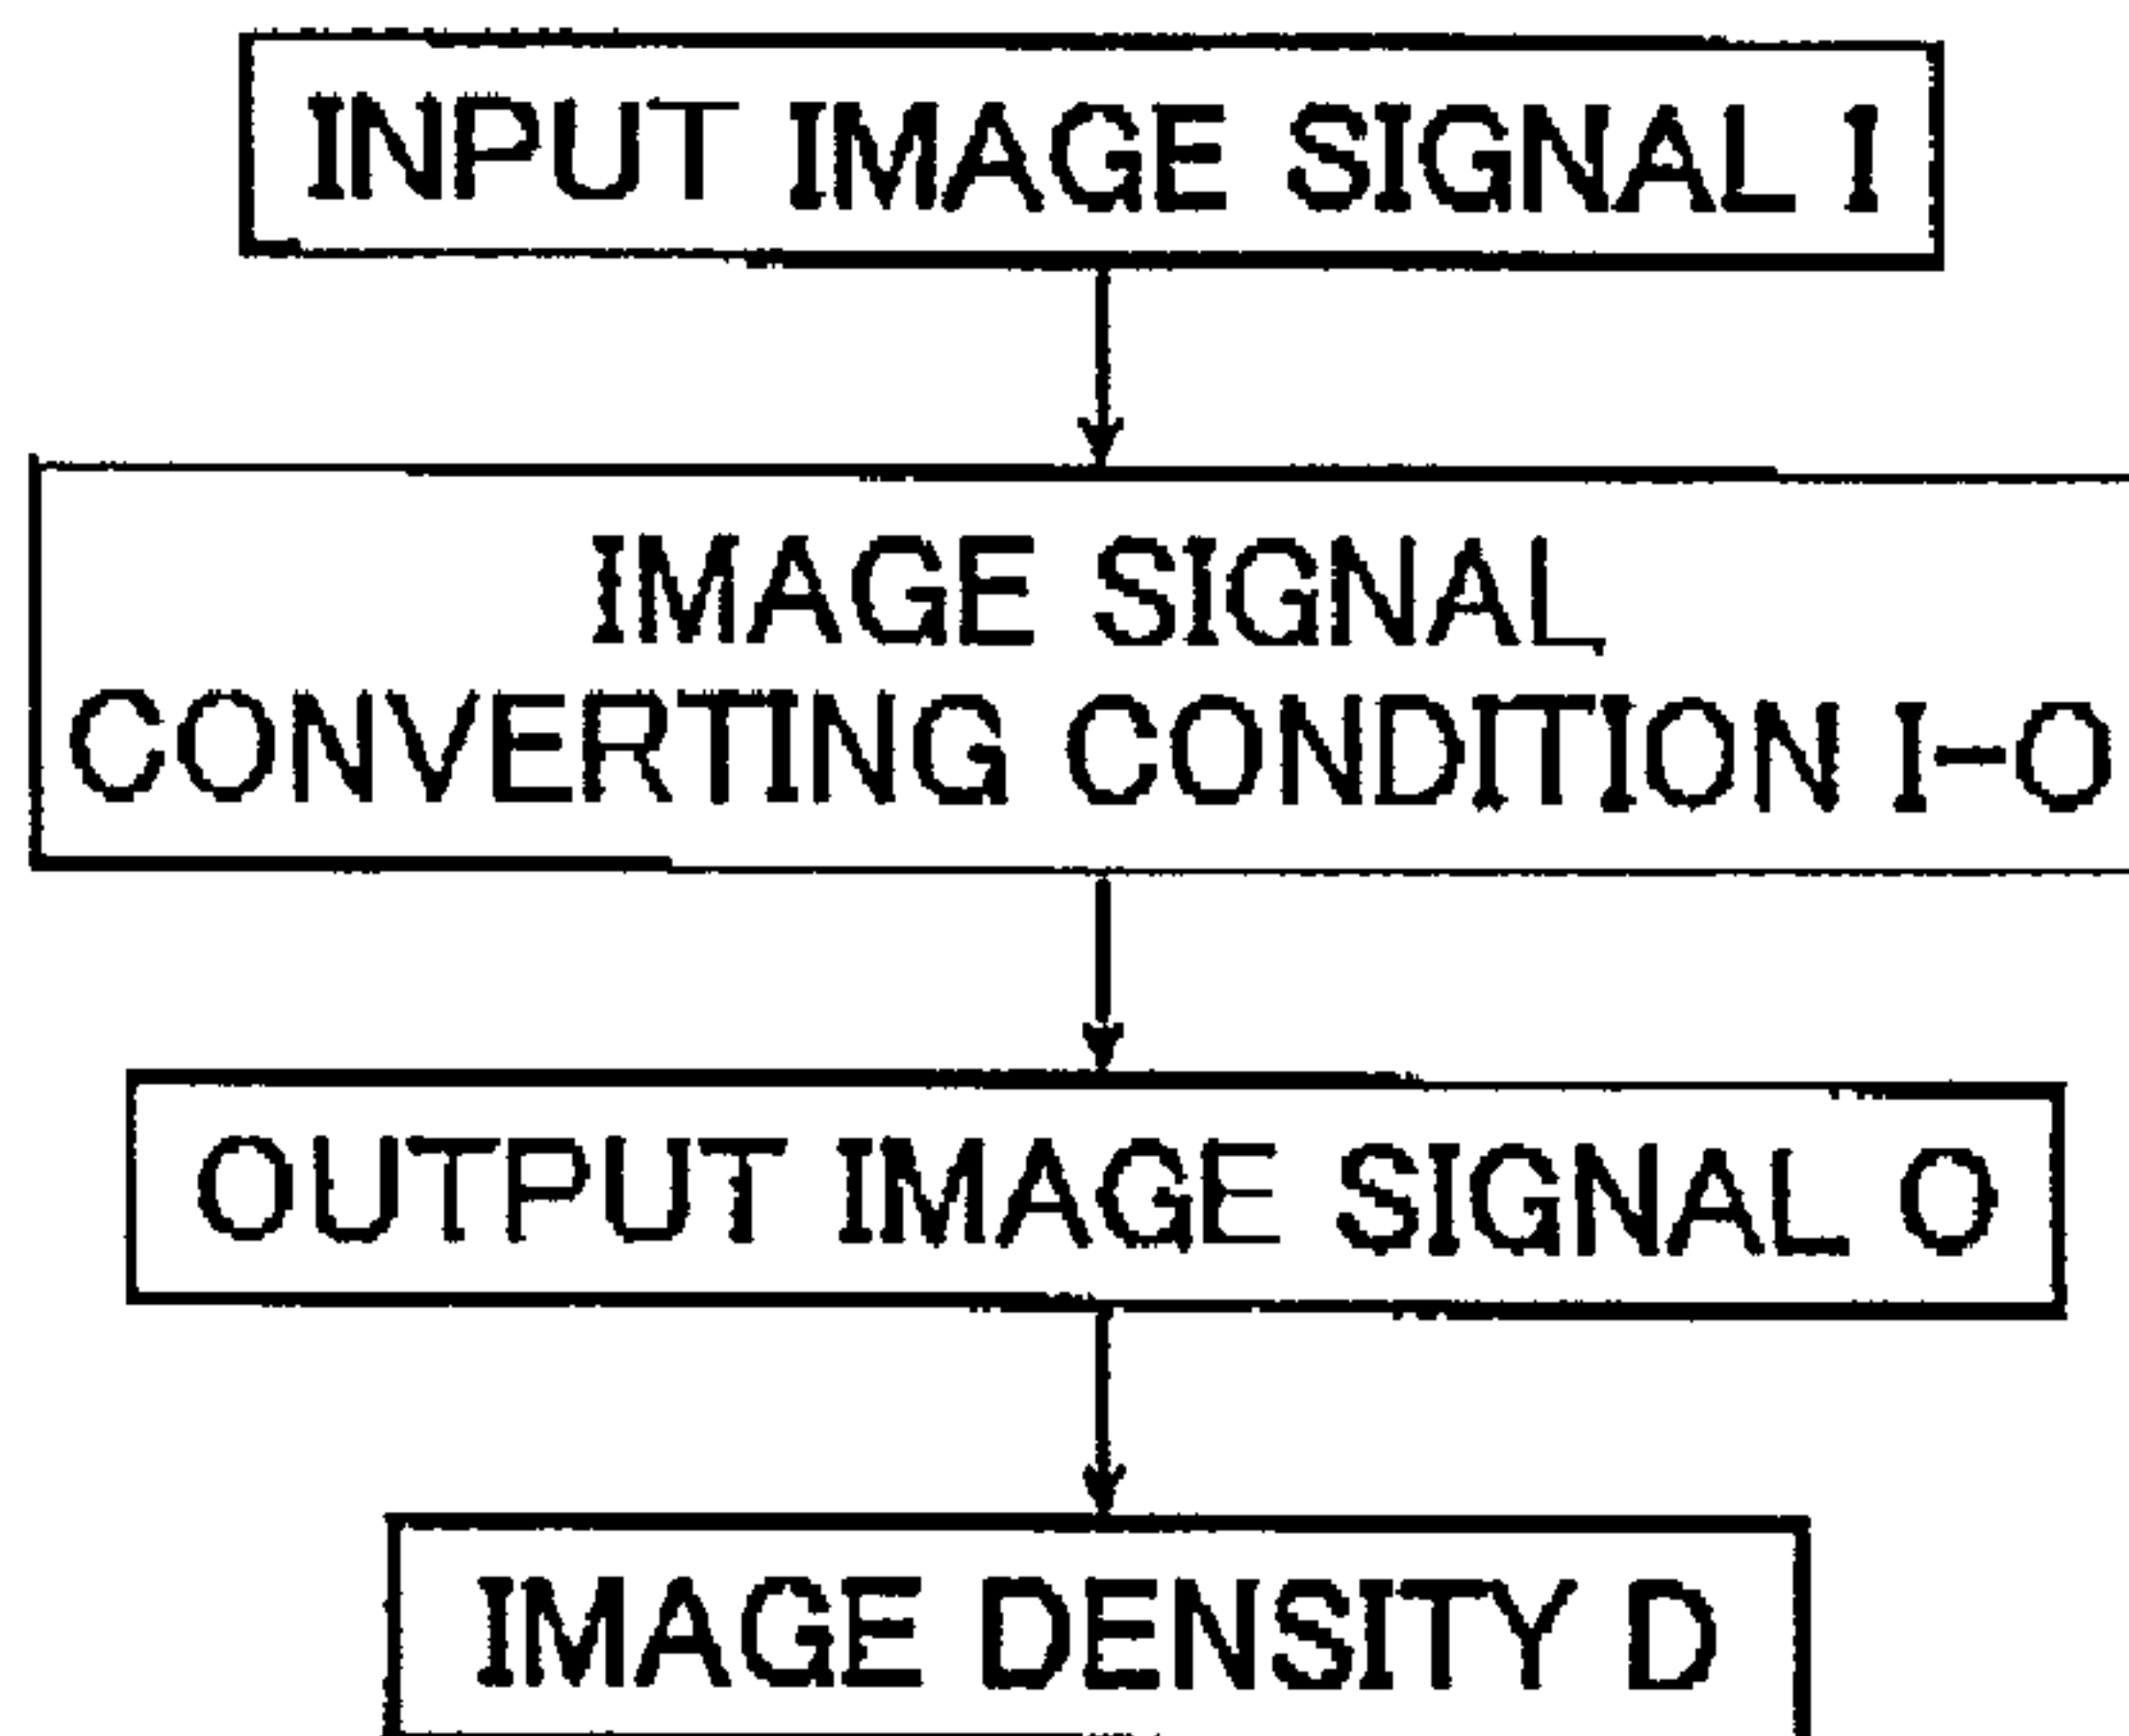 INPUT IMAGE SIGNAL I
IMAGE SIGNAL
CONVERTING CONDITION I-O
OUTPUT IMAGE SIGNAL O
IMAGE DENSITY D